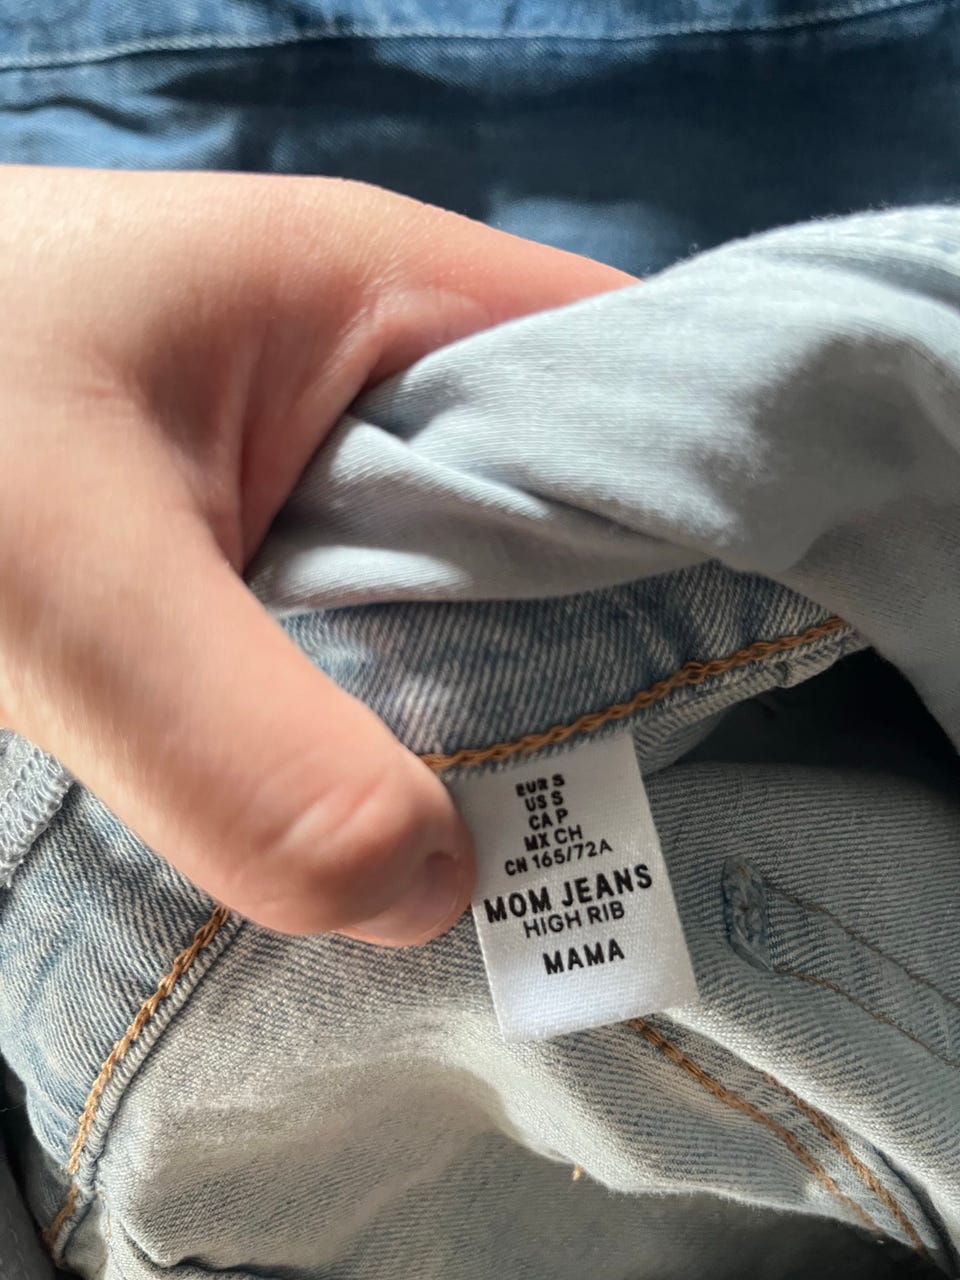 EUR S
US S
CA P
MX CH
CN 165/72A
MOM JEANS
HIGH RIB
MAMA